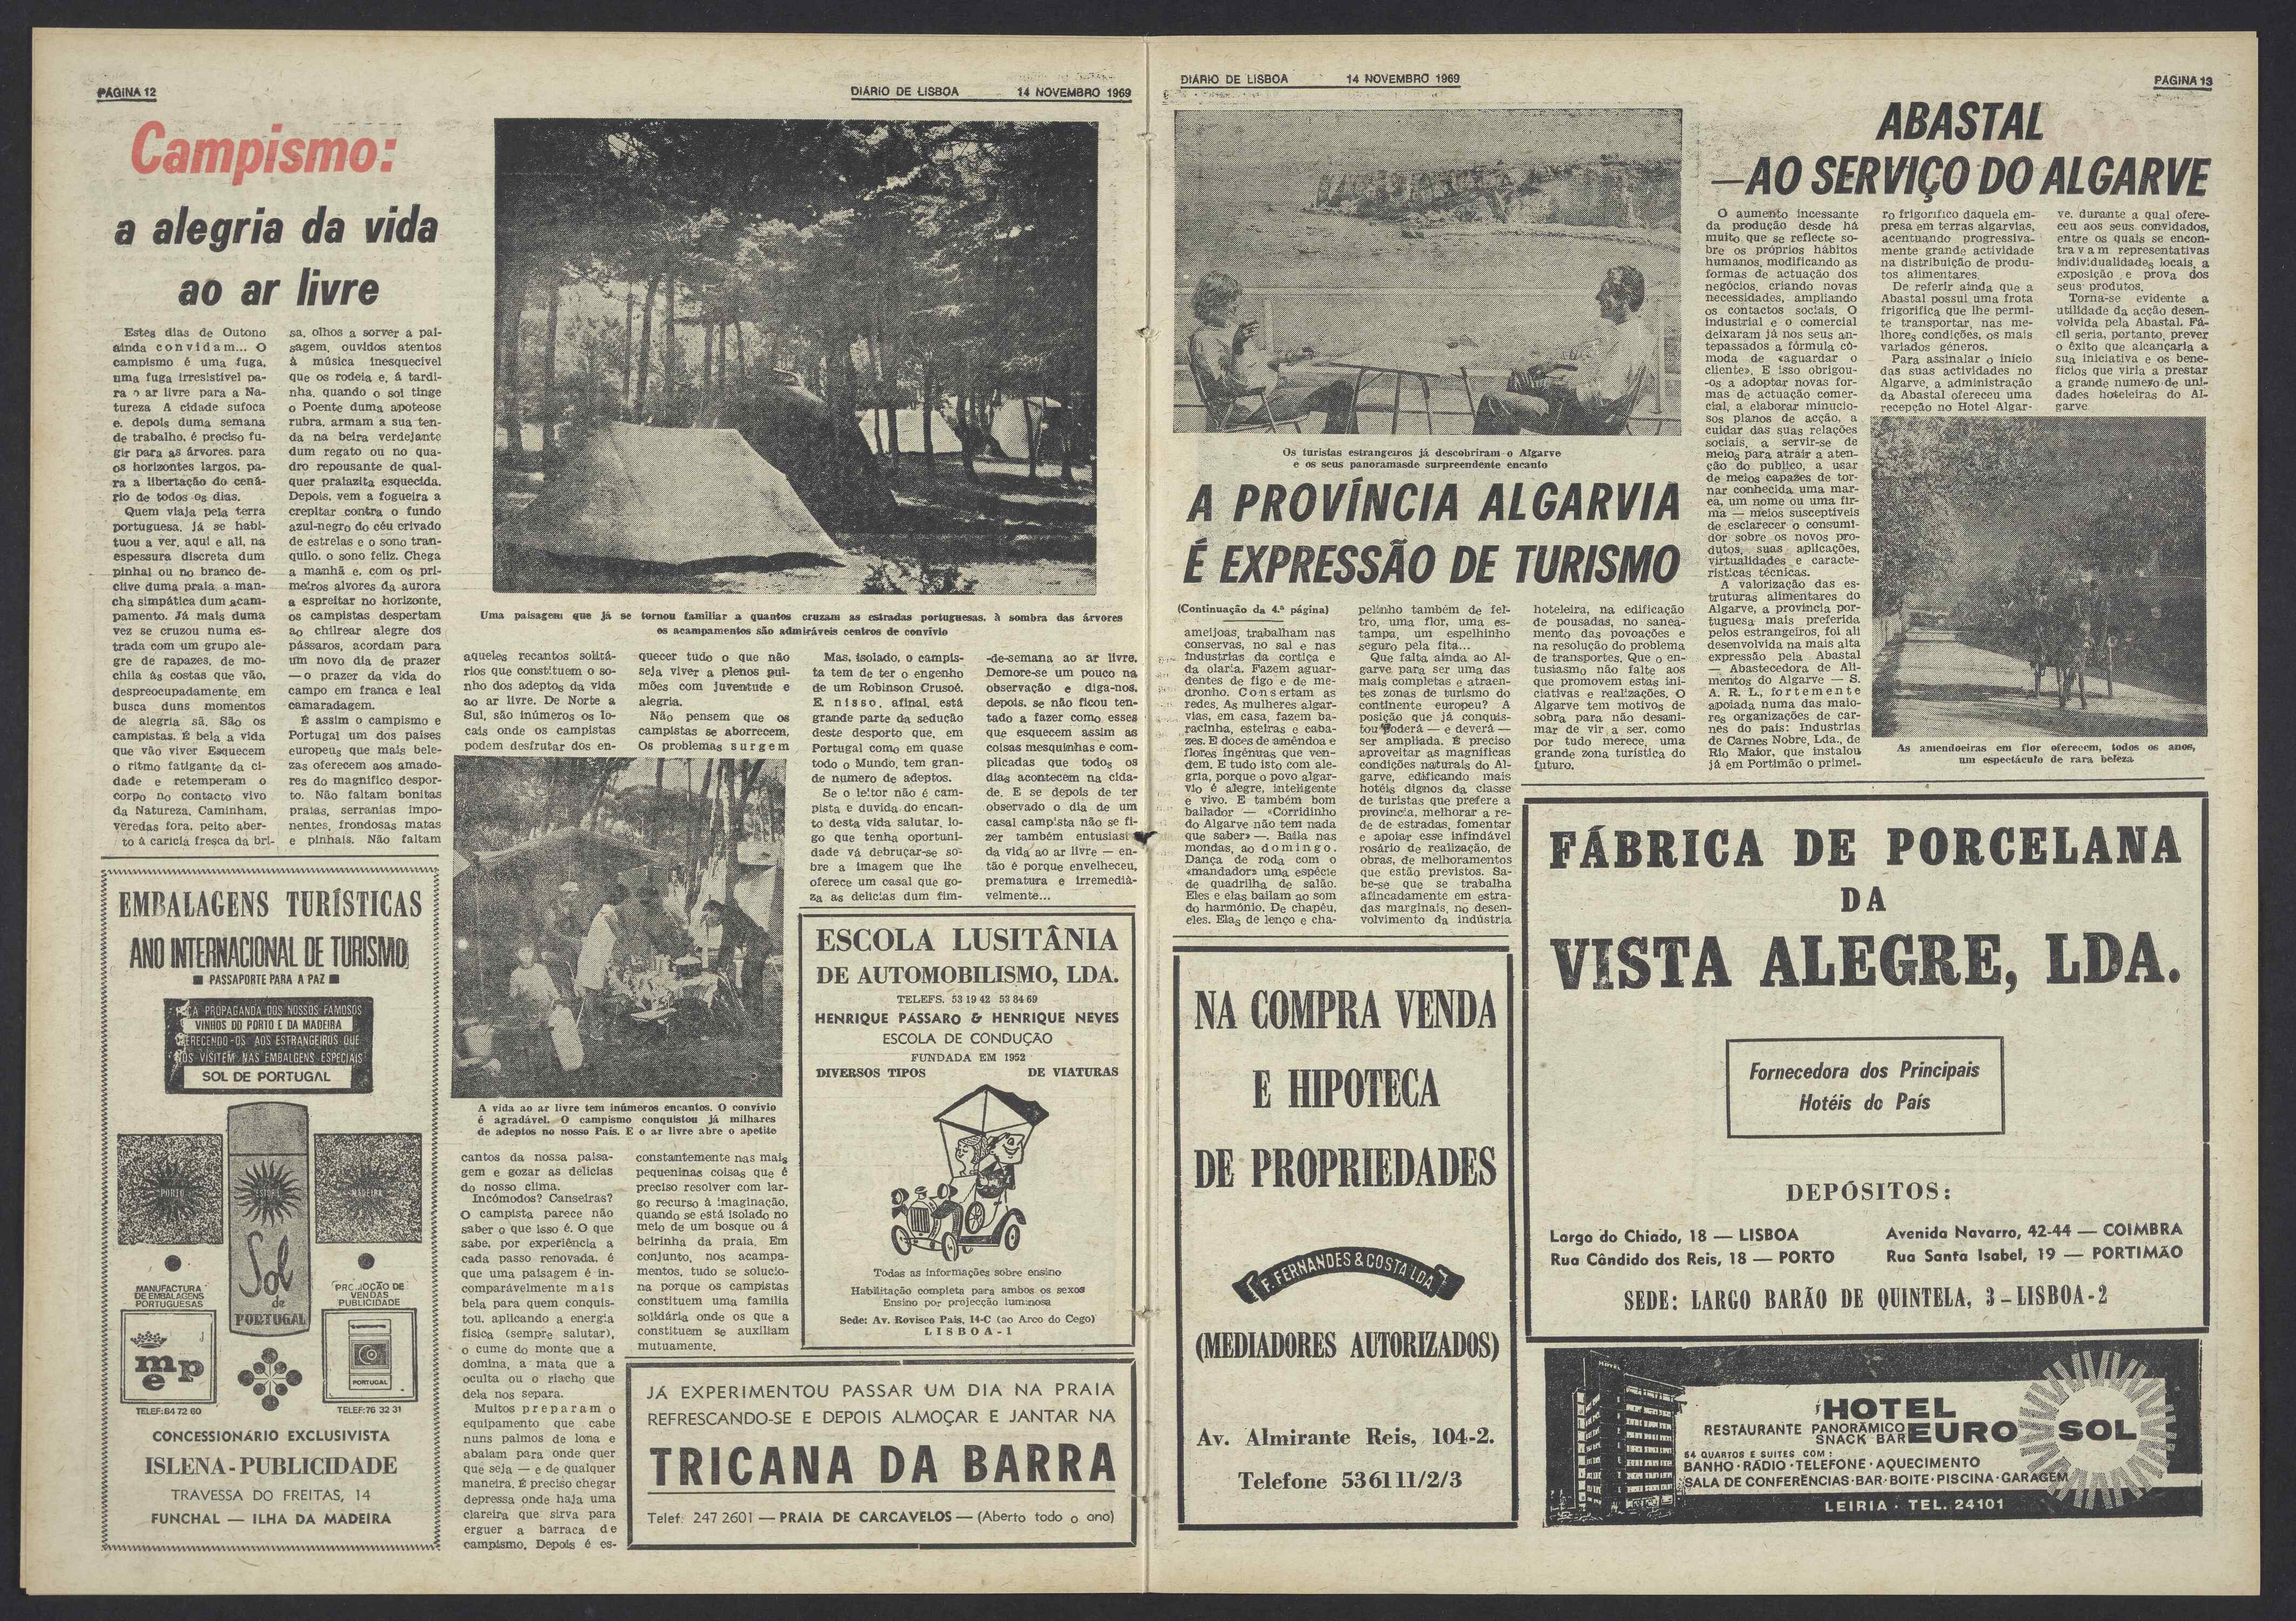 PÁGINA 12
DIÁRIO DE LISBOA
14 NOVEMBRO 1969
Campismo:
a alegria da vida
ao ar livre
Estes dias de Outono
ainda convidam... O
campismo é uma fuga,
uma fuga irresistível pa-
ra o ar livre para a Na-
tureza A cidade sufoca
e, depois duma semana
de trabalho, é preciso fu-
gir para as árvores, para
os horizontes largos, pa-
ra a libertação do cená-
rio de todos os dias.
Quem viaja pela terra
portuguesa, já se habi-
tuou a ver, aqui e ali, na
espessura discreta dum
pinhal ou no branco de-
clive duma praia, a man-
cha simpática dum acam-
pamento. Já mais duma
vez se cruzou numa es-
trada com um grupo ale-
gre de rapazes, de mo-
chila às costas que vão,
despreocupadamente, em
busca duns momentos
de alegria sã. São os
campistas. É bela a vida
que vão viver Esquecem
o ritmo fatigante da ci-
dade e retemperam o
corpo no contacto vivo
da Natureza. Caminham,
veredas fora, peito aber-
to à carícia fresca da bri-
sa, olhos a sorver a pai-
sagem, ouvidos atentos
à música inesquecível
que os rodeia e, à tardi-
nha, quando o sol tinge
o Poente duma apoteose
rubra, armam a sua ten-
da na beira verdejante
dum regato ou no qua-
dro repousante de qual-
quer praiazita esquecida.
Depois, vem a fogueira a
crepitar contra o fundo
azul-negro do céu crivado
de estrelas e o sono tran-
quilo, o sono feliz. Chega
a manhã e, com os pri-
meiros alvores da aurora
a espreitar no horizonte,
os campistas despertam
ao chilrear alegre dos
pássaros, acordam para
um novo dia de prazer
— o prazer da vida do
campo em franca e leal
camaradagem.
É assim o campismo e
Portugal um dos países
europeus que mais bele-
zas oferecem aos amado-
res do magnífico despor-
to. Não faltam bonitas
praias, serranias impo-
nentes, frondosas matas
e pinhais. Não faltam
Uma paisagem que já se tornou familiar a quantos cruzam as estradas portuguesas, à sombra das árvores
os acampamentos são admiráveis centros de convívio
aqueles recantos solitá-
rios que constituem o so-
nho dos adeptos da vida
ao ar livre. De Norte a
Sul, são inúmeros os lo-
cais onde os campistas
podem desfrutar dos en-
A vida ao ar livre tem inúmeros encantos. O convívio
é agradável. O campismo conquistou já milhares
de adeptos no nosso País. E o ar livre abre o apetite
cantos da nossa paisa-
gem e gozar as delícias
do nosso clima.
Incómodos? Canseiras?
O campista parece não
saber o que isso é. O que
sabe, por experiência a
cada passo renovada, é
que uma paisagem é in-
comparàvelmente mais
bela para quem conquis-
tou, aplicando a energia
física (sempre salutar),
o cume do monte que a
domina, a mata que a
oculta ou o riacho que
dela nos separa.
Muitos preparam o
equipamento que cabe
nuns palmos de lona e
abalam para onde quer
que seja — e de qualquer
maneira. É preciso chegar
depressa onde haja uma
clareira que sirva para
erguer a barraca de
campismo. Depois é es-
quecer tudo o que não
seja viver a plenos pul-
mões com juventude e
alegria.
Não pensem que os
campistas se aborrecem.
Os problemas surgem
constantemente nas mais
pequeninas coisas que é
preciso resolver com lar-
go recurso à imaginação,
quando se está isolado no
meio de um bosque ou à
beirinha da praia. Em
conjunto, nos acampa-
mentos, tudo se solucio-
na porque os campistas
constituem uma família
solidária onde os que a
constituem se auxiliam
mutuamente.
Mas, isolado, o campis-
ta tem de ter o engenho
de um Robinson Crusoé.
E, nisso, afinal, está
grande parte da sedução
deste desporto que, em
Portugal como em quase
todo o Mundo, tem gran-
de numero de adeptos.
Se o leitor não é cam-
pista e duvida do encan-
to desta vida salutar, lo-
go que tenha oportuni-
dade vá debruçar-se so-
bre a imagem que lhe
oferece um casal que go-
za as delícias dum fim-
-de-semana ao ar livre.
Demore-se um pouco na
observação e diga-nos,
depois, se não ficou ten-
tado a fazer como esses
que esquecem assim as
coisas mesquinhas e com-
plicadas que todos os
dias acontecem na cida-
de. E se depois de ter
observado o dia de um
casal campista não se fi-
zer também entusiast
da vida ao ar livre — en-
tão é porque envelheceu,
prematura e irremedià-
velmente...
EMBALAGENS TURÍSTICAS
ANO INTERNACIONAL DE TURISMO
PASSAPORTE PARA A PAZ
A PROPAGANDA DOS NOSSOS FAMOSOS
VINHOS DO PORTO E DA MADEIRA
OFERECENDO-OS AOS ESTRANGEIROS QUE
NOS VISITEM NAS EMBALGENS ESPECIAIS
SOL DE PORTUGAL
PORTO
ESTORIL
MADEIRA
Sol
de
PORTUGAL
MANUFACTURA
DE EMBALAGENS
PORTUGUESAS
mpe
TELEF:84 72 60
PROMOÇÃO DE
VENDAS
PUBLICIDADE
PORTUGAL
TELEF:76 32 31
CONCESSIONÁRIO EXCLUSIVISTA
ISLENA-PUBLICIDADE
TRAVESSA DO FREITAS, 14
FUNCHAL — ILHA DA MADEIRA
ESCOLA LUSITÂNIA
DE AUTOMOBILISMO, LDA.
TELEFS. 53 19 42 53 84 69
HENRIQUE PÁSSARO & HENRIQUE NEVES
ESCOLA DE CONDUÇÃO
FUNDADA EM 1952
DIVERSOS TIPOS DE VIATURAS
Todas as informações sobre ensino
Habilitação completa para ambos os sexos
Ensino por projecção luminosa
Sede: Av. Rovisco Pais, 14-C (ao Arco do Cego)
LISBOA-1
JÁ EXPERIMENTOU PASSAR UM DIA NA PRAIA
REFRESCANDO-SE E DEPOIS ALMOÇAR E JANTAR NA
TRICANA DA BARRA
Telef. 247 2601 — PRAIA DE CARCAVELOS — (Aberto todo o ano)
DIÁRIO DE LISBOA
14 NOVEMBRO 1969
PÁGINA 13
Os turistas estrangeiros já descobriram o Algarve
e os seus panoramasde surpreendente encanto
A PROVÍNCIA ALGARVIA
É EXPRESSÃO DE TURISMO
(Continuação da 4.ª página)
ameijoas, trabalham nas
conservas, no sal e nas
indústrias da cortiça e
da olaria. Fazem aguar-
dentes de figo e de me-
dronho. Consertam as
redes. As mulheres algar-
vias, em casa, fazem ba-
racinha, esteiras e caba-
zes. E doces de amêndoa e
flores ingénuas que ven-
dem. E tudo isto com ale-
gria, porque o povo algar-
vio é alegre, inteligente
e vivo. E também bom
bailador — «Corridinho
do Algarve não tem nada
que saber» —. Baila nas
mondas, ao domingo.
Dança de roda com o
«mandador» uma espécie
de quadrilha de salão.
Eles e elas bailam ao som
do harmónio. De chapéu,
eles. Elas de lenço e cha-
pelinho também de fel-
tro, uma flor, uma es-
tampa, um espelhinho
seguro pela fita...
Que falta ainda ao Al-
garve para ser uma das
mais completas e atraen-
tes zonas de turismo do
continente europeu? A
posição que já conquis-
tou poderá — e deverá —
ser ampliada. É preciso
aproveitar as magníficas
condições naturais do Al-
garve, edificando mais
hotéis dignos da classe
de turistas que prefere a
província, melhorar a re-
de de estradas, fomentar
e apoiar esse infindável
rosário de realização, de
obras, de melhoramentos
que estão previstos. Sa-
be-se que se trabalha
afincadamente em estra-
das marginais, no desen-
volvimento da indústria
hoteleira, na edificação
de pousadas, no sanea-
mento das povoações e
na resolução do problema
de transportes. Que o en-
tusiasmo não falte aos
que promovem estas ini-
ciativas e realizações. O
Algarve tem motivos de
sobra para não desani-
mar de vir a ser, como
por tudo merece, uma
grande zona turística do
futuro.
ABASTAL
—AO SERVIÇO DO ALGARVE
O aumento incessante
da produção desde há
muito que se reflecte so-
bre os próprios hábitos
humanos, modificando as
formas de actuação dos
negócios, criando novas
necessidades, ampliando
os contactos sociais. O
industrial e o comercial
deixaram já nos seus an-
tepassados a fórmula có-
moda de «aguardar o
cliente». E isso obrigou-
-os a adoptar novas for-
mas de actuação comer-
cial, a elaborar minucio-
sos planos de acção, a
cuidar das suas relações
sociais, a servir-se de
meios para atrair a aten-
ção do publico, a usar
de meios capazes de tor-
nar conhecida uma mar-
ca, um nome ou uma fir-
ma — meios susceptíveis
de esclarecer o consumi-
dor sobre os novos pro-
dutos, suas aplicações,
virtualidades e caracte-
rísticas técnicas.
A valorização das es-
truturas alimentares do
Algarve, a província por-
tuguesa mais preferida
pelos estrangeiros, foi ali
desenvolvida na mais alta
expressão pela Abastal
— Abastecedora de Ali-
mentos do Algarve — S.
A. R. L., fortemente
apoiada numa das maio-
res organizações de car-
nes do país: Industrias
de Carnes Nobre, Lda., de
Rio Maior, que instalou
já em Portimão o primei-
ro frigorífico daquela em-
presa em terras algarvias,
acentuando progressiva-
mente grande actividade
na distribuição de produ-
tos alimentares.
De referir ainda que a
Abastal possui uma frota
frigorífica que lhe permi-
te transportar, nas me-
lhores condições, os mais
variados géneros.
Para assinalar o início
das suas actividades no
Algarve, a administração
da Abastal ofereceu uma
recepção no Hotel Algar-
ve, durante a qual ofere-
ceu aos seus convidados,
entre os quais se encon-
travam representativas
individualidades locais, a
exposição e prova dos
seus produtos.
Torna-se evidente a
utilidade da acção desen-
volvida pela Abastal. Fá-
cil seria, portanto, prever
o êxito que alcançaria a
sua iniciativa e os bene-
fícios que viria a prestar
a grande numero de uni-
dades hoteleiras do Al-
garve
As amendoeiras em flor oferecem, todos os anos,
um espectáculo de rara beleza
NA COMPRA VENDA
E HIPOTECA
DE PROPRIEDADES
F. FERNANDES & COSTA LDA
(MEDIADORES AUTORIZADOS)
Av. Almirante Reis, 104-2.
Telefone 536111/2/3
FÁBRICA DE PORCELANA
DA
VISTA ALEGRE, LDA.
Fornecedora dos Principais
Hotéis do País
DEPÓSITOS:
Largo do Chiado, 18 — LISBOA
Avenida Navarro, 42-44 — COIMBRA
Rua Cândido dos Reis, 18 — PORTO
Rua Santa Isabel, 19 — PORTIMÃO
SEDE: LARGO BARÃO DE QUINTELA, 3 - LISBOA-2
HOTEL
HOTEL
EURO SOL
RESTAURANTE PANORÂMICO
SNACK BAR
64 QUARTOS E SUITES COM:
BANHO · RÁDIO · TELEFONE · AQUECIMENTO
SALA DE CONFERÊNCIAS · BAR · BOITE · PISCINA · GARAGEM
LEIRIA · TEL. 24101